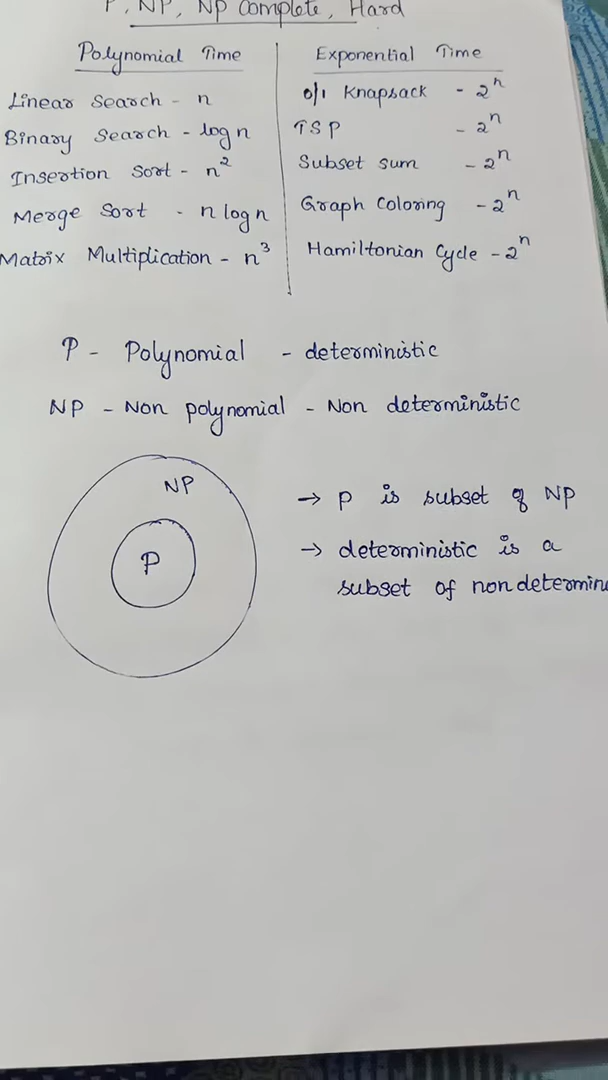 P, NP, NP Complete, Hard
Polynomial Time
Linear Search - n
Binary Search - log n
Insertion Sort - n²
Merge Sort - n log n
Matrix Multiplication - n³
Exponential Time
0/1 Knapsack - 2ⁿ
TSP - 2ⁿ
Subset sum - 2ⁿ
Graph Coloring - 2ⁿ
Hamiltonian Cycle - 2ⁿ
P - Polynomial - deterministic
NP - Non polynomial - Non deterministic
NP
P
→ P is subset of NP
→ deterministic is a
subset of non determin